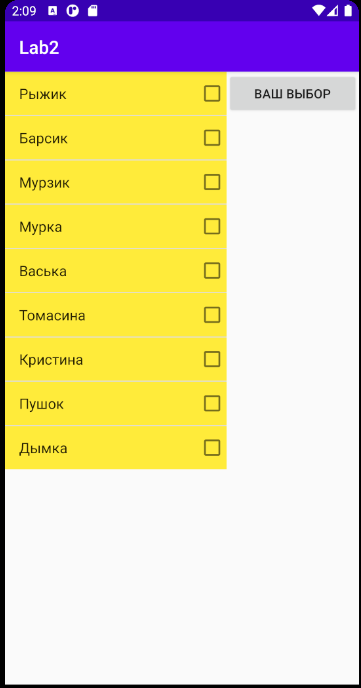 2:09
Lab2
Рыжик
ВАШ ВЫБОР
Барсик
Мурзик
Мурка
Васька
Томасина
Кристина
Пушок
Дымка